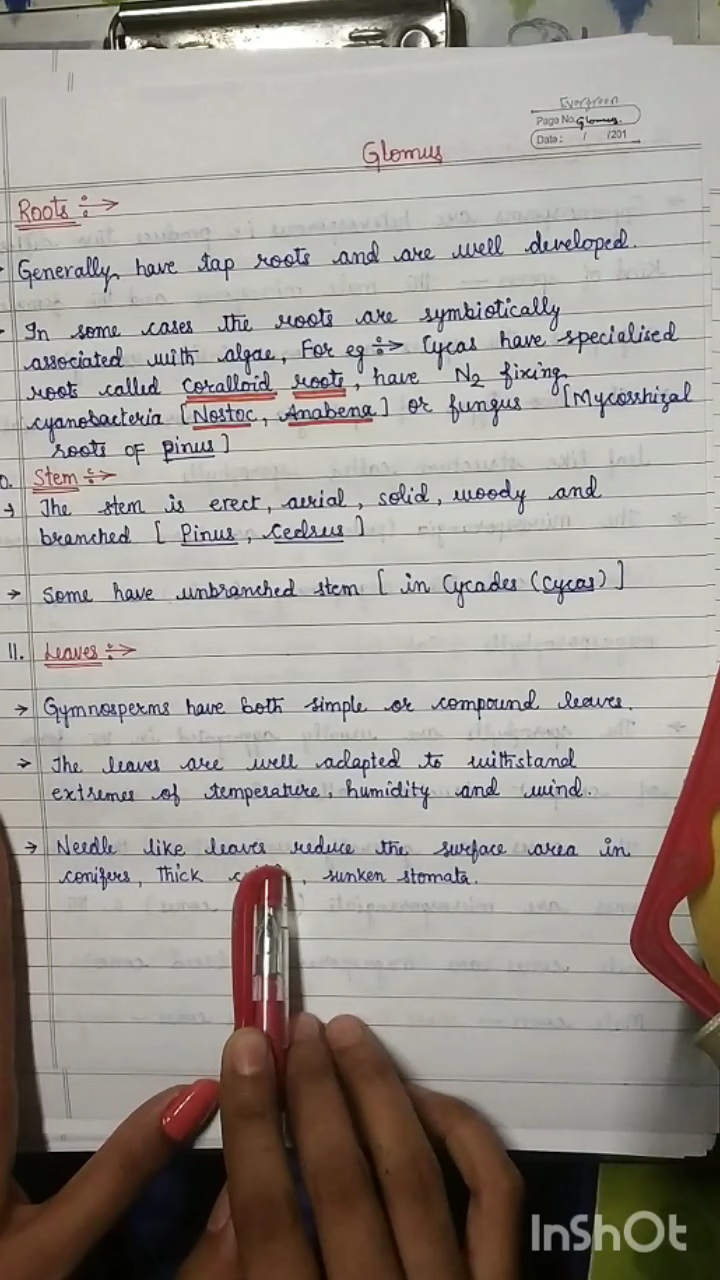 Evergreen
Page No. Glomus.
Date: / /201
Glomus
Roots :→
Generally have tap roots and are well developed.
In some cases the roots are symbiotically
associated with algae, For eg :→ Cycas have specialised
roots called coralloid roots, have N2 fixing
cyanobacteria [Nostoc, Anabena] or fungus [Mycorrhizal
roots of pinus]
0. Stem :→
→ The stem is erect, aerial, solid, woody and
branched [ Pinus, Cedrus ]
→ Some have unbranched stem [ in Cycades (Cycas) ]
11. Leaves :→
→ Gymnosperms have both simple or compound leaves.
→ The leaves are well adapted to withstand
extremes of temperature, humidity and wind.
→ Needle like leaves reduce the surface area in
conifers, thick , sunken stomata.
InShOt